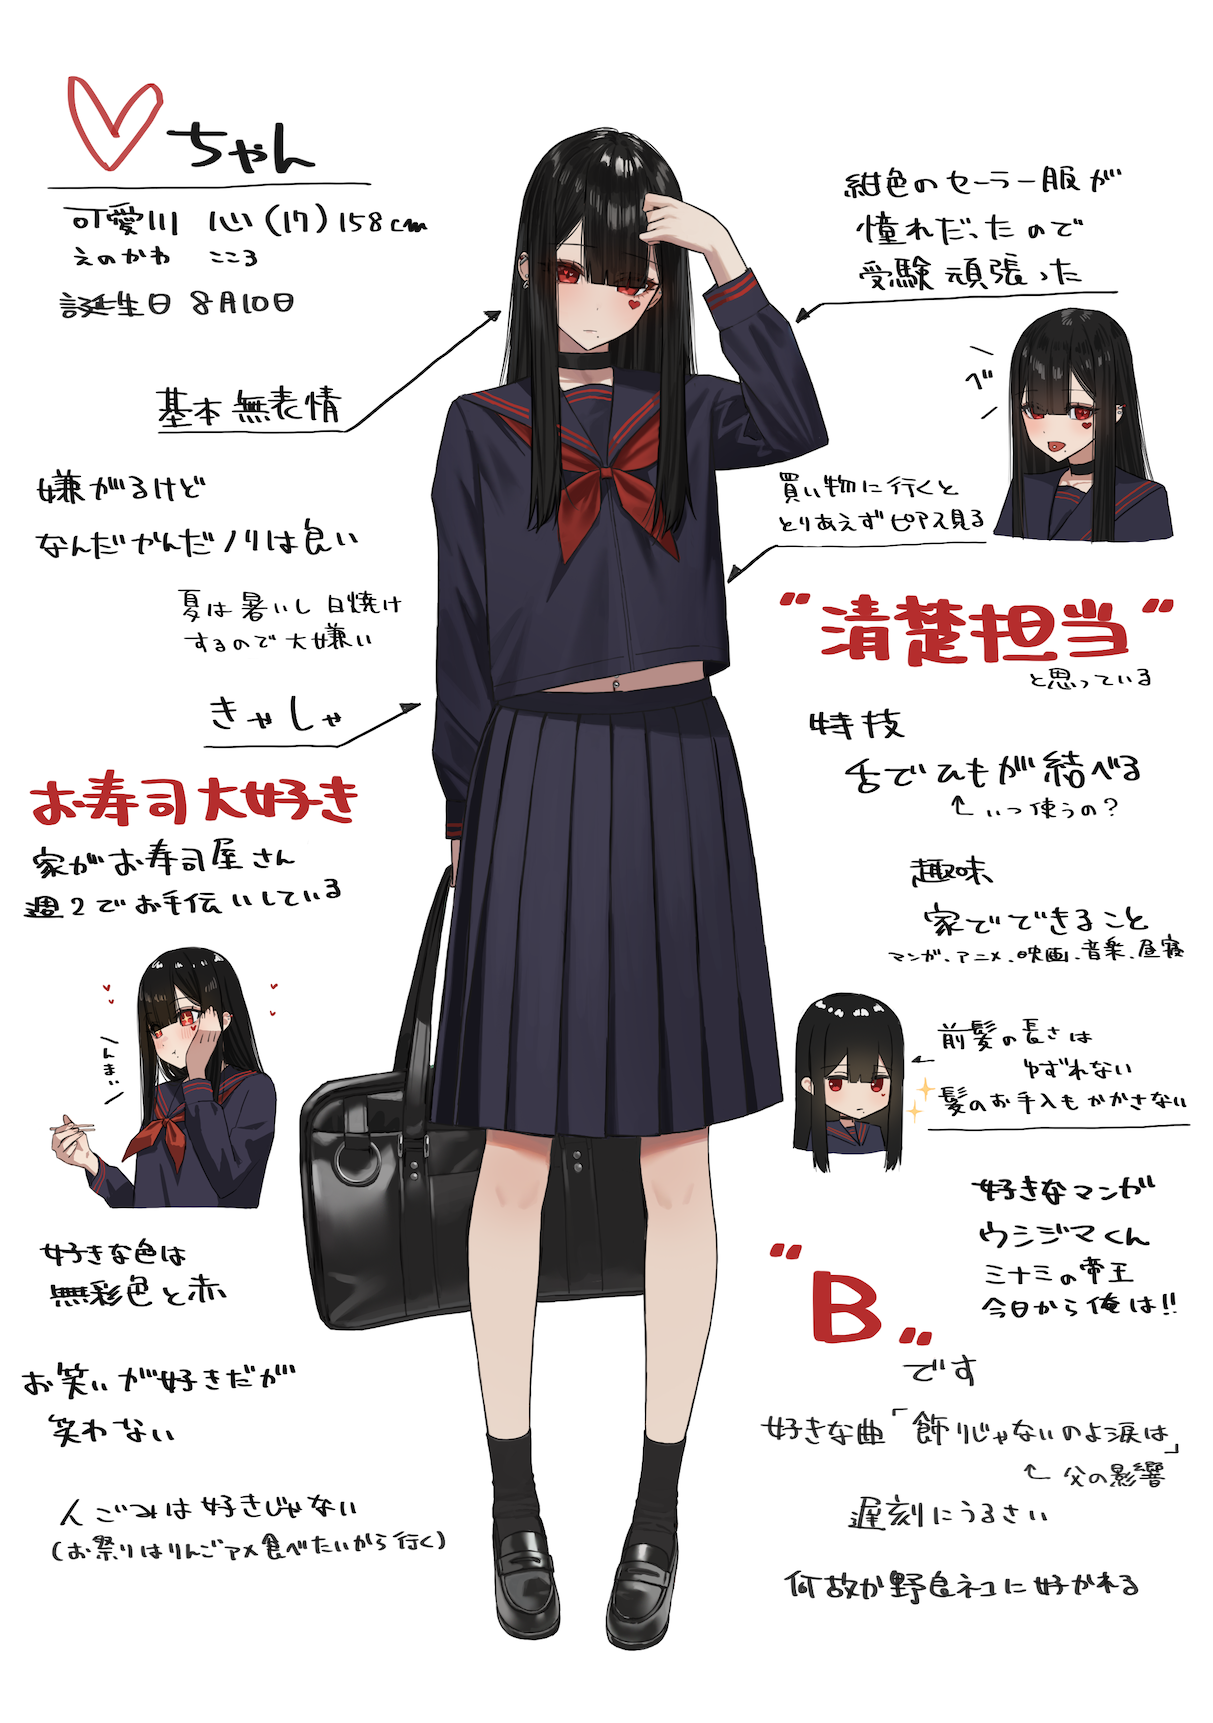 ♡ちゃん
可愛川 心(17)158cm
えのかわ こころ
誕生日 8月10日
基本 無表情
嫌がるけど
なんだかんだノリは良い
夏は暑いし日焼け
するので大嫌い
きゃしゃ
お寿司大好き
家がお寿司屋さん
週2でお手伝いしている
んまい
好きな色は
無彩色と赤
お笑いが好きだが
笑わない
人ごみは好きじゃない
(お祭りはりんごアメ食べたいから行く)
紺色のセーラー服が
憧れだったので
受験頑張った
べ゛
買い物に行くと
とりあえずピアス見る
"清楚担当"
と思っている
特技
舌でひもが結べる
↑いつ使うの?
趣味
家でできること
マンガ、アニメ、映画、音楽、昼寝
前髪の長さは
ゆずれない
髪のお手入もかかさない
好きなマンガ
ウシジマくん
ミナミの帝王
今日から俺は!!
"B"
です
好きな曲「飾りじゃないのよ涙は」
↑父の影響
遅刻にうるさい
何故か野良ネコに好かれる